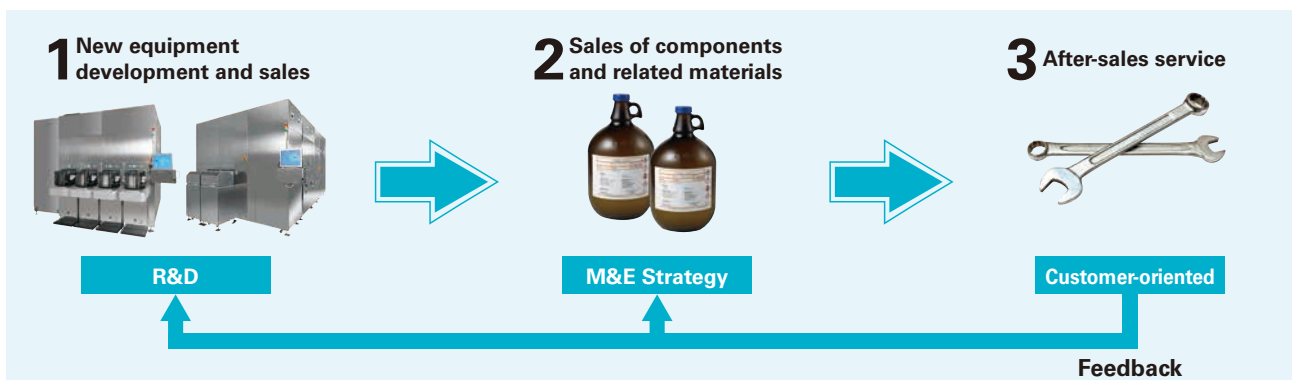 1 New equipment
development and sales
2 Sales of components
and related materials
3 After-sales service
R&D
M&E Strategy
Customer-oriented
Feedback